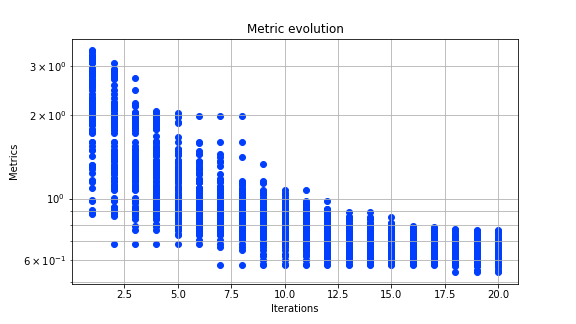 Metric evolution
3 × 10⁰
2 × 10⁰
10⁰
6 × 10⁻¹
Metrics
2.5 5.0 7.5 10.0 12.5 15.0 17.5 20.0
Iterations